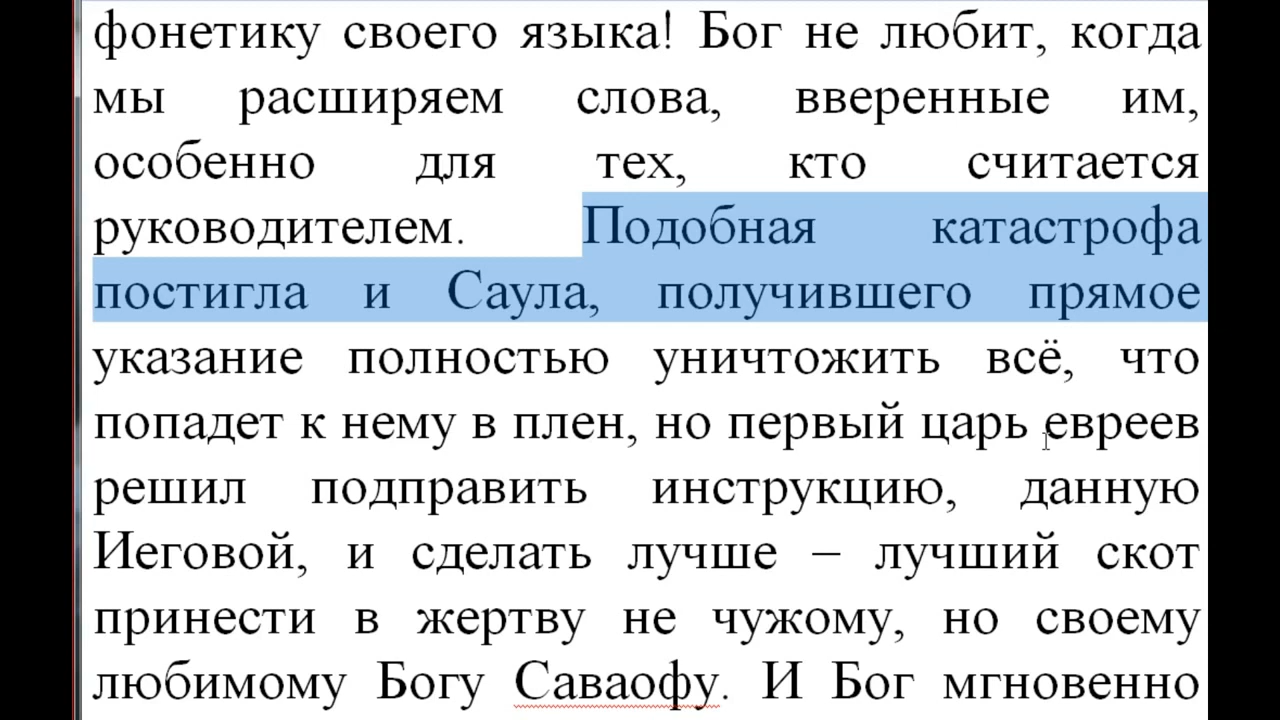 фонетику своего языка! Бог не любит, когда
мы расширяем слова, вверенные им,
особенно для тех, кто считается
руководителем. Подобная катастрофа
постигла и Саула, получившего прямое
указание полностью уничтожить всё, что
попадет к нему в плен, но первый царь евреев
решил подправить инструкцию, данную
Иеговой, и сделать лучше – лучший скот
принести в жертву не чужому, но своему
любимому Богу Саваофу. И Бог мгновенно